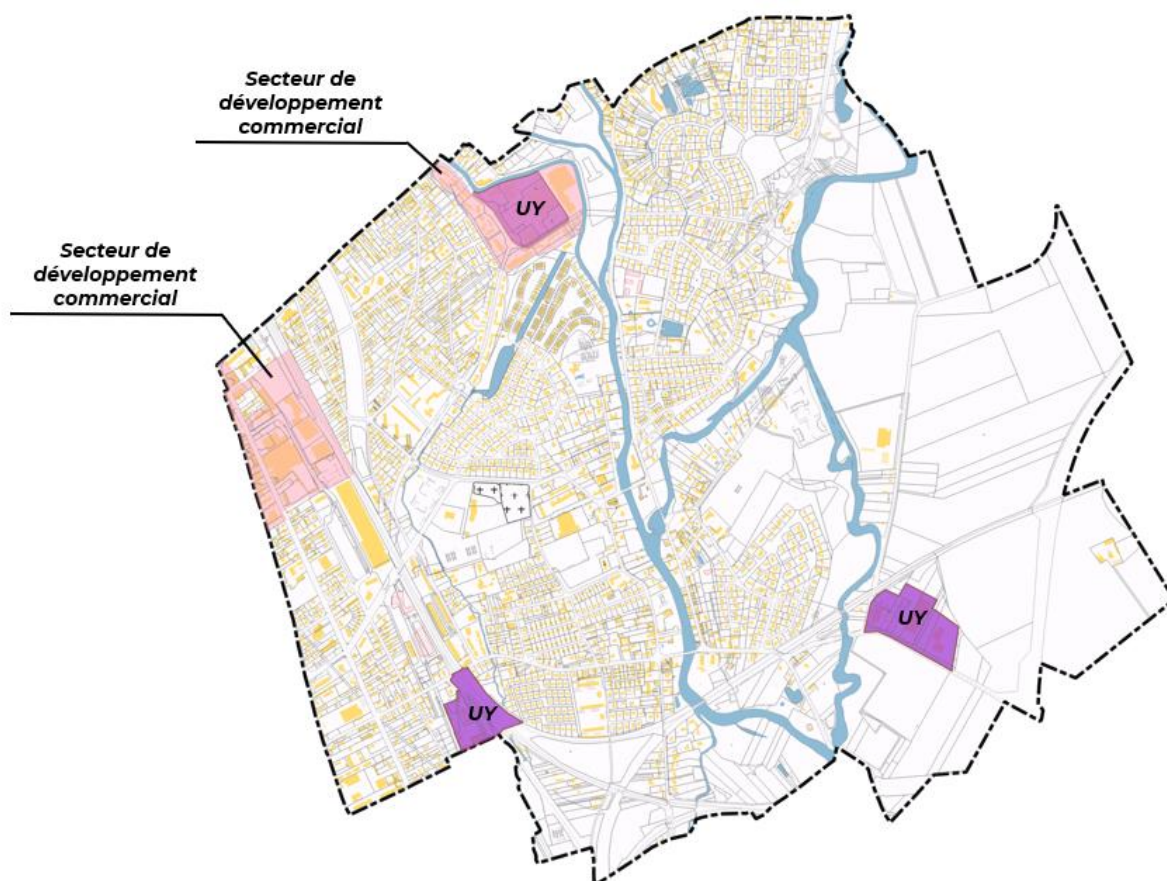 Secteur de
développement
commercial
UY
Secteur de
développement
commercial
UY
UY